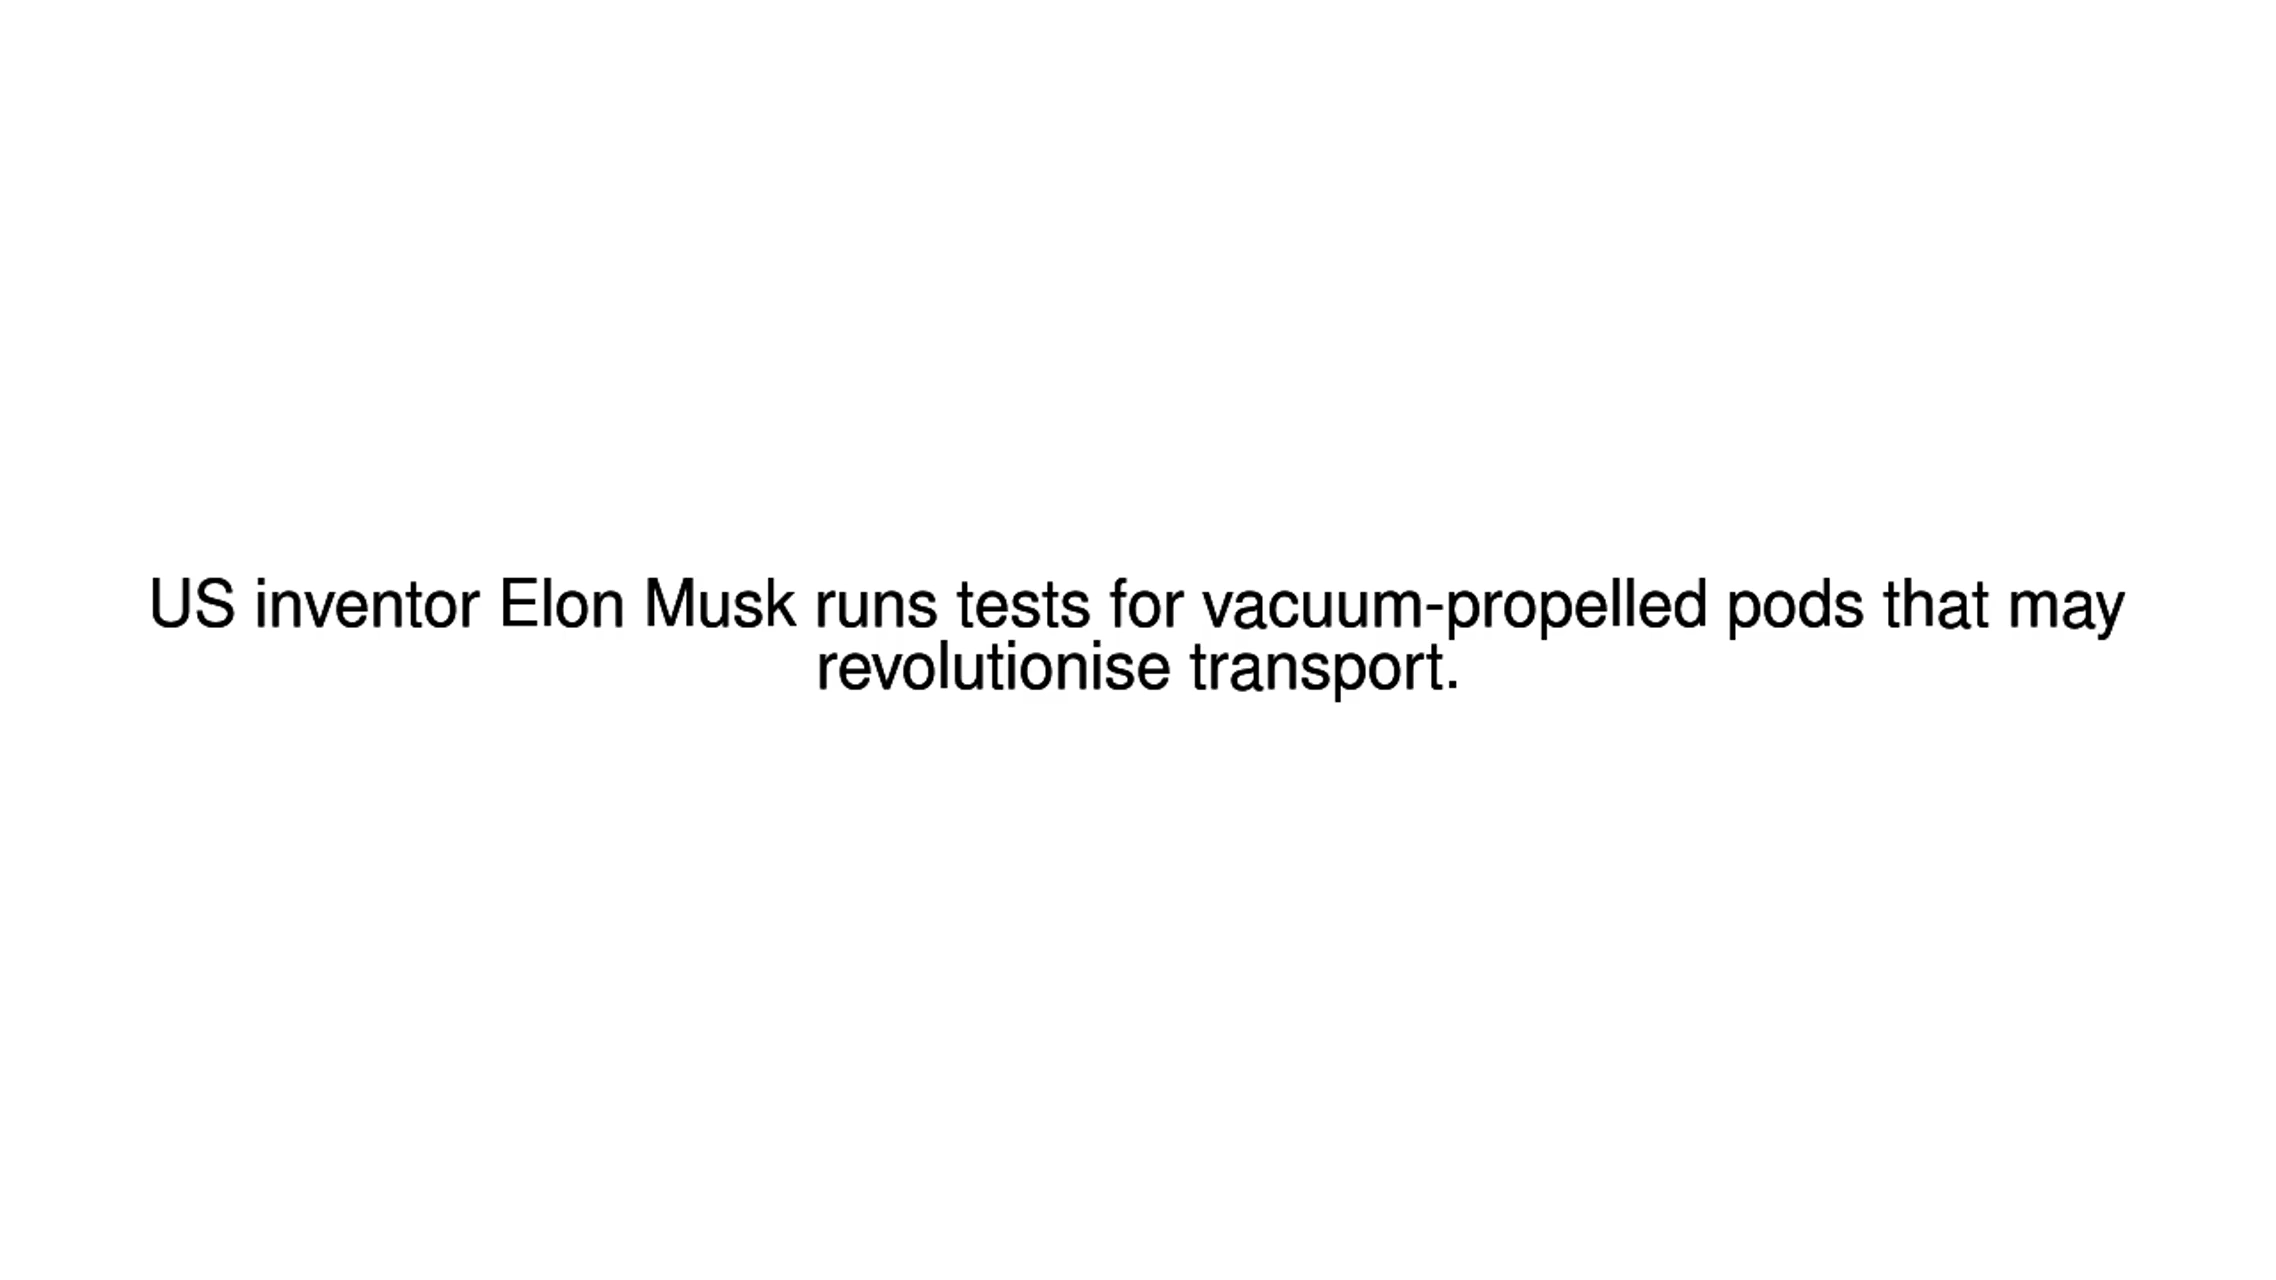 US inventor Elon Musk runs tests for vacuum-propelled pods that may
revolutionise transport.